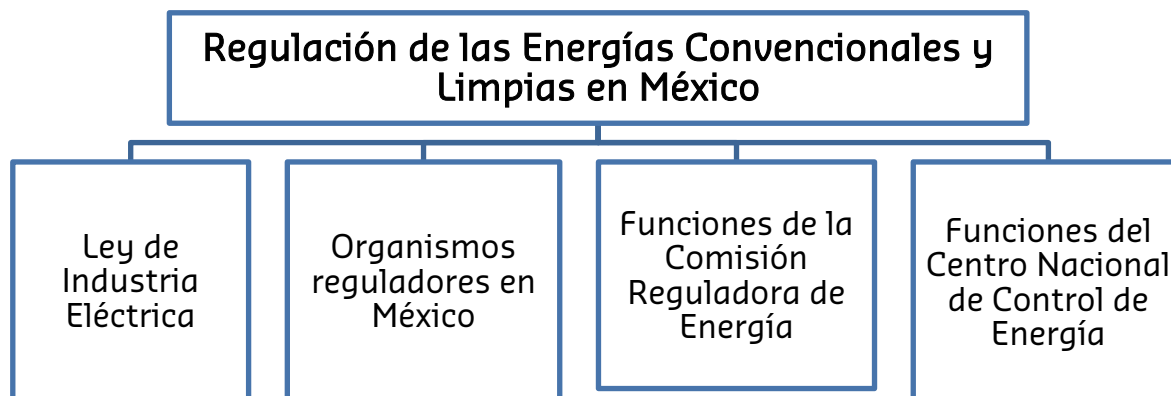 Regulación de las Energías Convencionales y
Limpias en México
Ley de
Industria
Eléctrica
Organismos
reguladores en
México
Funciones de la
Comisión
Reguladora de
Energía
Funciones del
Centro Nacional
de Control de
Energía